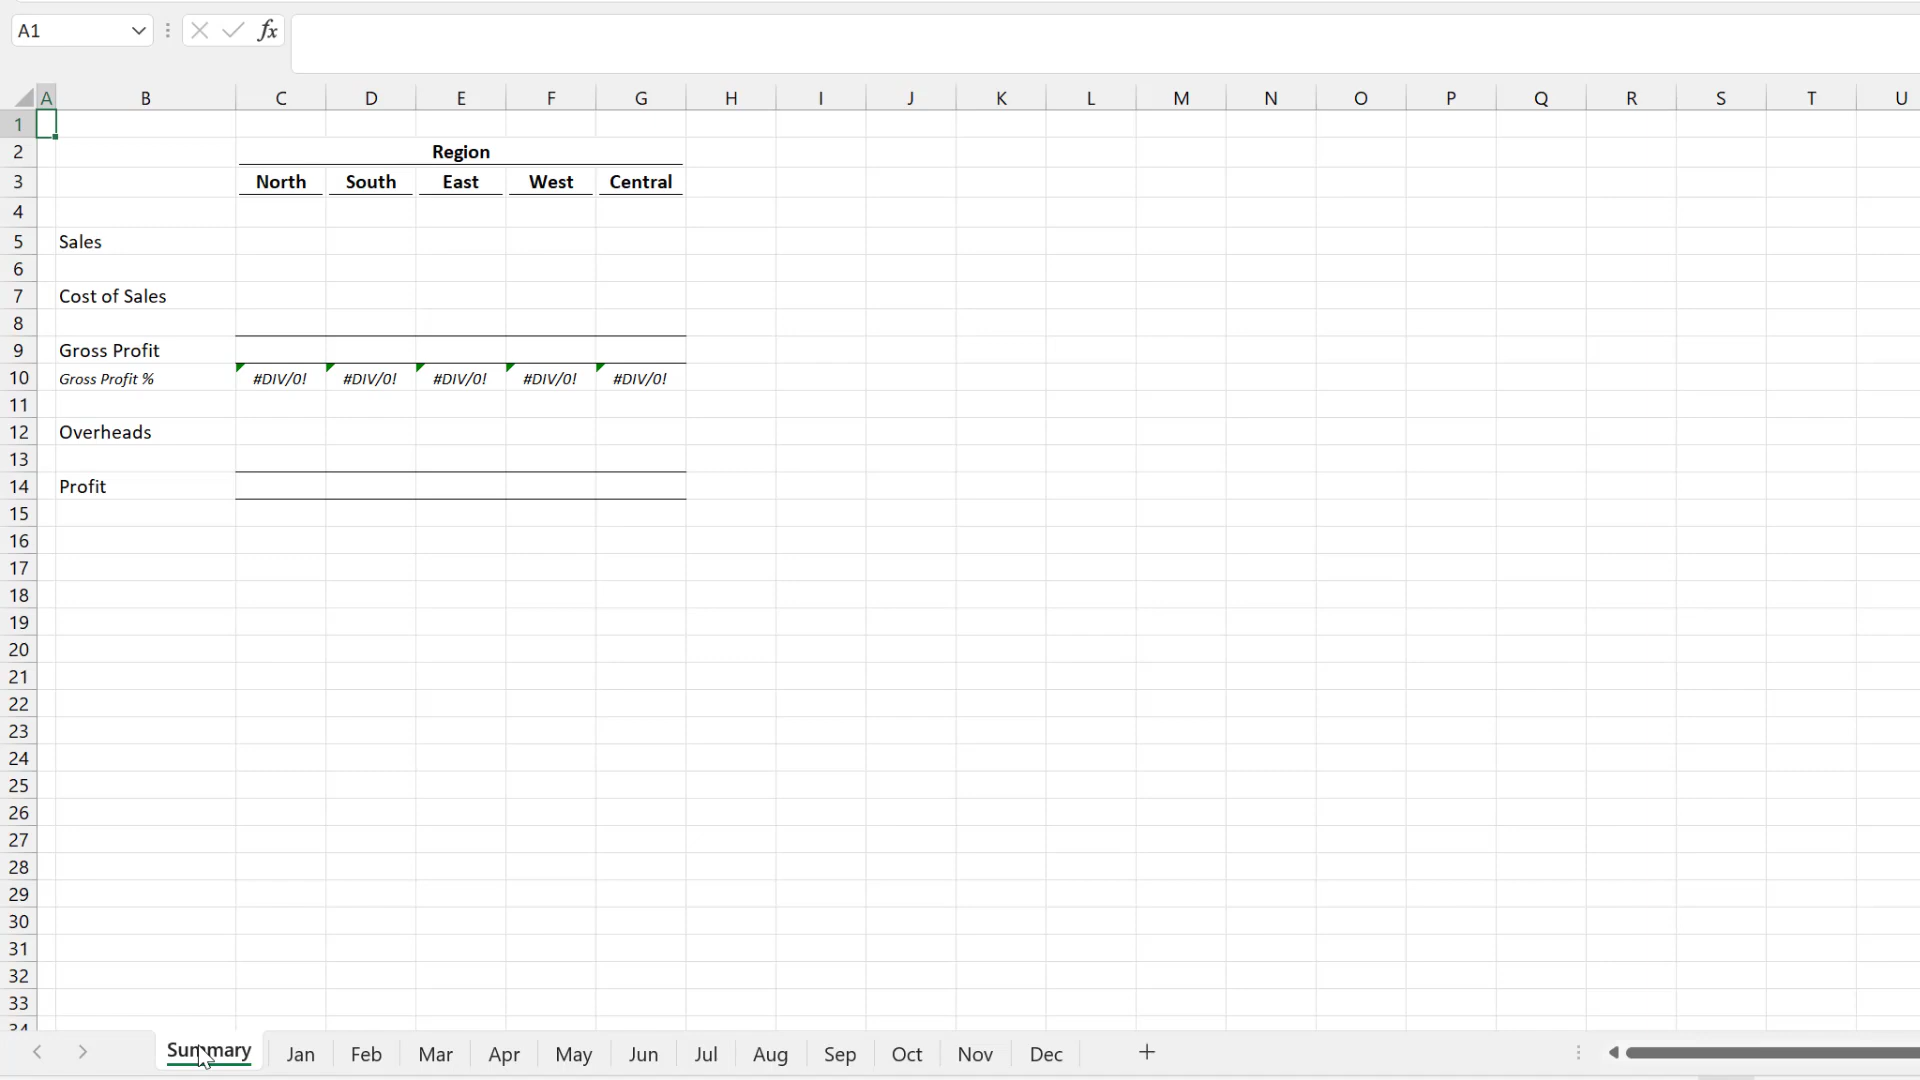 A1 fx
A B C D E F G H I J K L M N O P Q R S T U
1
2 Region
3 North South East West Central
4
5 Sales
6
7 Cost of Sales
8
9 Gross Profit
10 Gross Profit % #DIV/0! #DIV/0! #DIV/0! #DIV/0! #DIV/0!
11
12 Overheads
13
14 Profit
15
16
17
18
19
20
21
22
23
24
25
26
27
28
29
30
31
32
33
34
Summary Jan Feb Mar Apr May Jun Jul Aug Sep Oct Nov Dec +